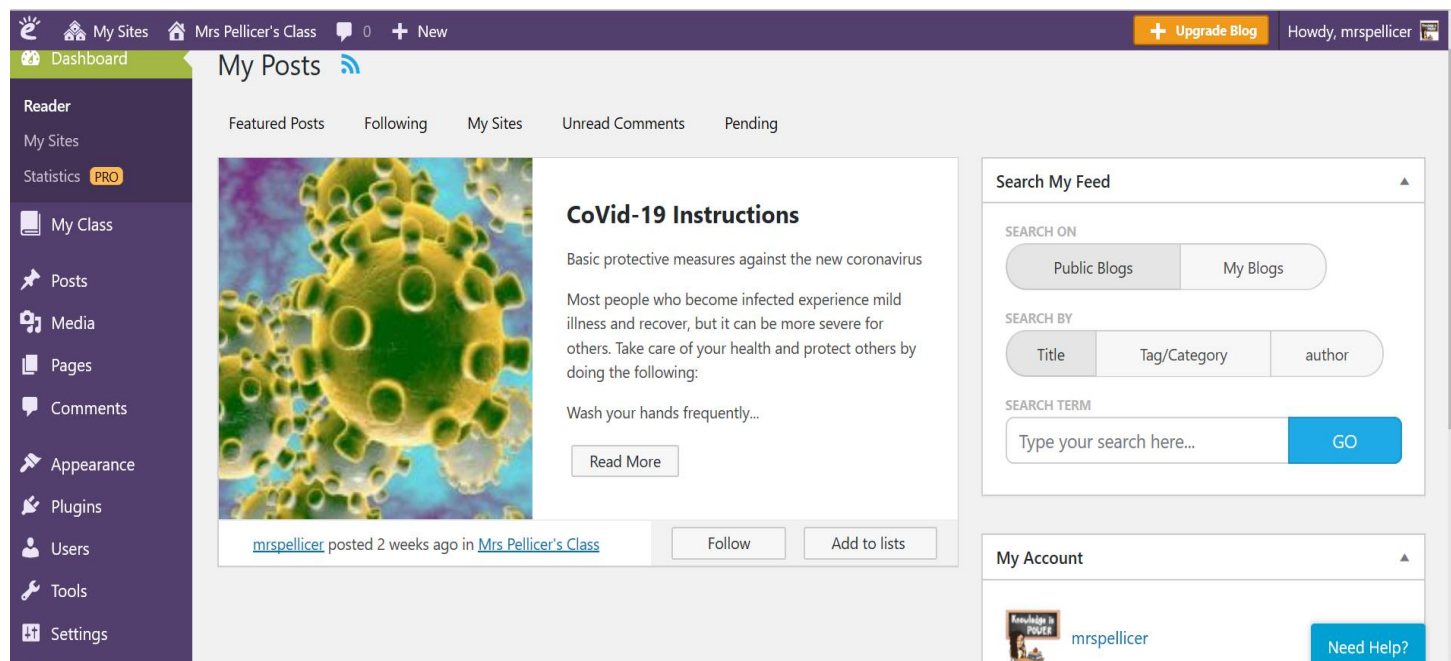 My Sites Mrs Pellicer's Class 0 + New + Upgrade Blog Howdy, mrspellicer
Dashboard
Reader
My Sites
Statistics PRO
My Class
Posts
Media
Pages
Comments
Appearance
Plugins
Users
Tools
Settings
My Posts
Featured Posts Following My Sites Unread Comments Pending
CoVid-19 Instructions
Basic protective measures against the new coronavirus
Most people who become infected experience mild
illness and recover, but it can be more severe for
others. Take care of your health and protect others by
doing the following:
Wash your hands frequently...
Read More
mrspellicer posted 2 weeks ago in Mrs Pellicer's Class Follow Add to lists
Search My Feed
SEARCH ON
Public Blogs My Blogs
SEARCH BY
Title Tag/Category author
SEARCH TERM
Type your search here... GO
My Account
Knowledge is
POWER
mrspellicer
Need Help?